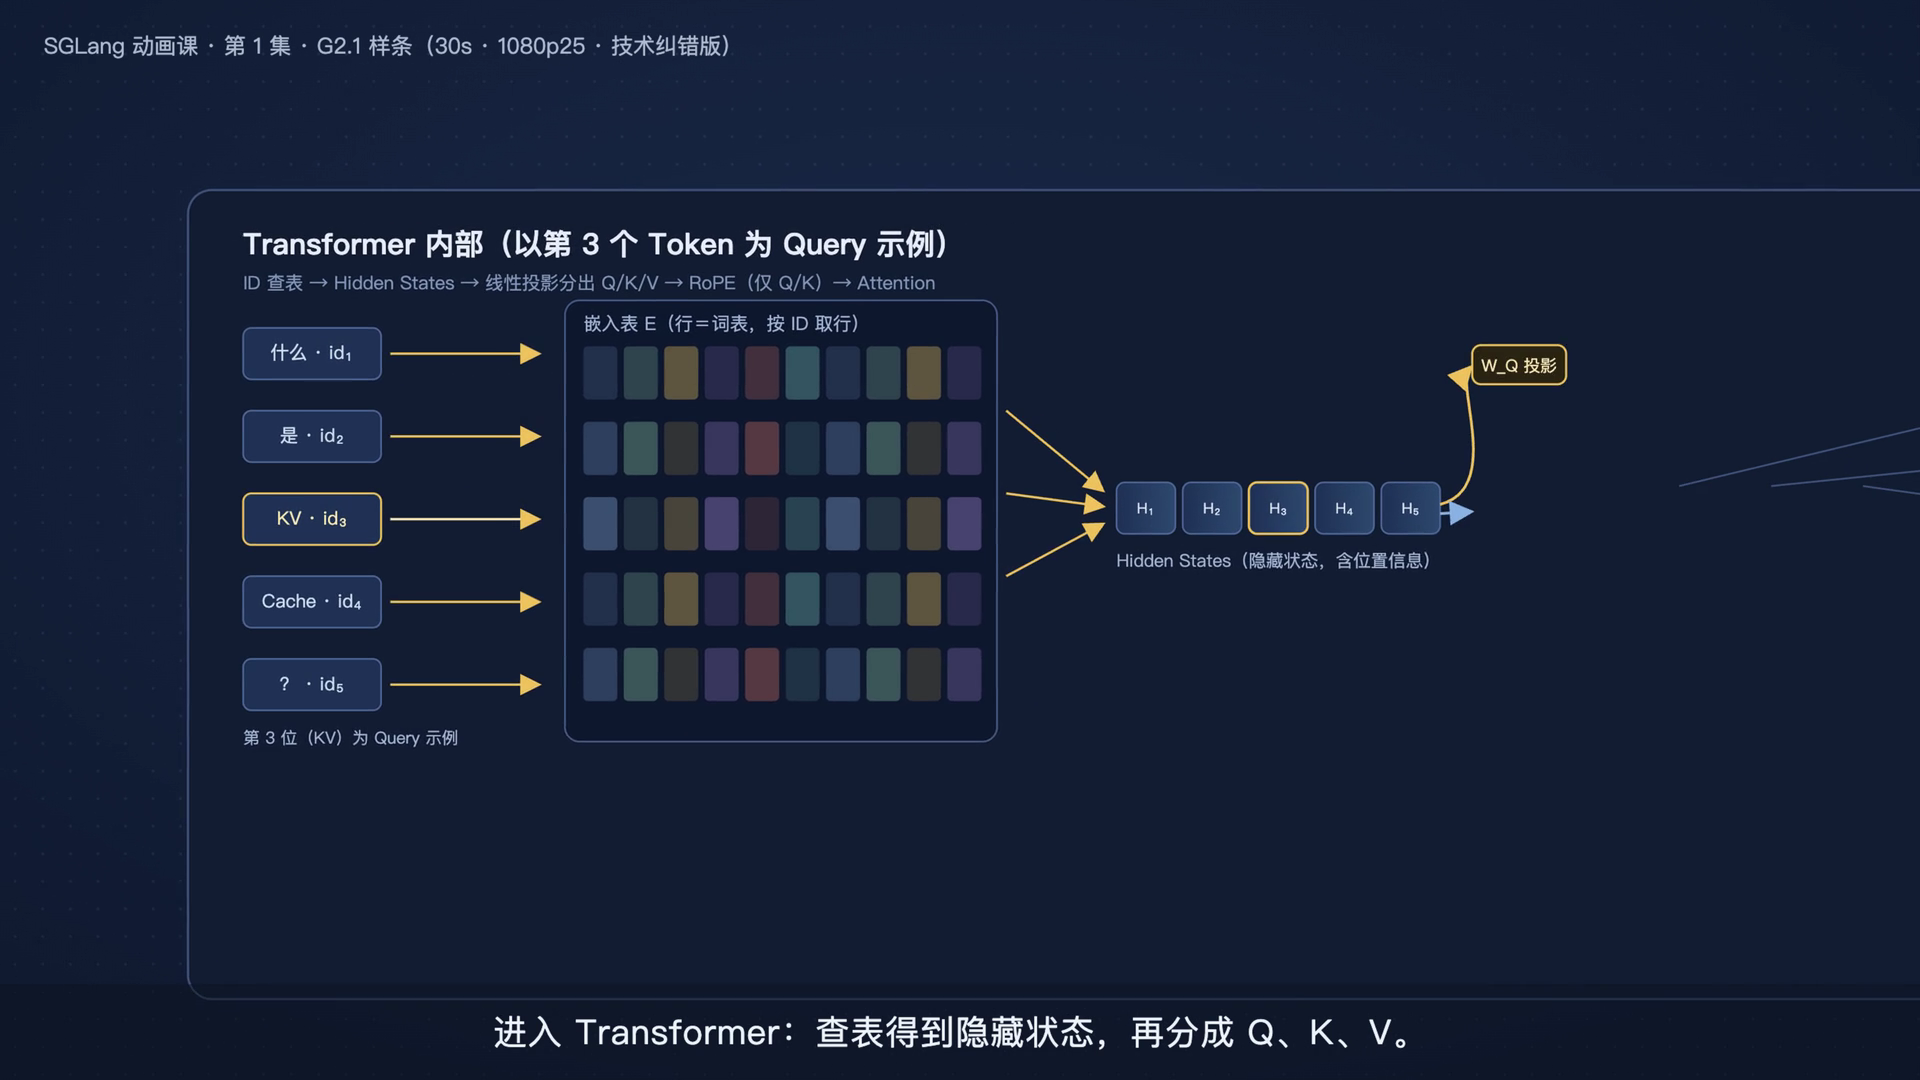 SGLang 动画课 · 第 1 集 · G2.1 样条（30s · 1080p25 · 技术纠错版）
Transformer 内部（以第 3 个 Token 为 Query 示例）
ID 查表 → Hidden States → 线性投影分出 Q/K/V → RoPE（仅 Q/K）→ Attention
嵌入表 E（行＝词表，按 ID 取行）
什么 · id₁
是 · id₂
KV · id₃
Cache · id₄
？ · id₅
第 3 位（KV）为 Query 示例
H₁ H₂ H₃ H₄ H₅
Hidden States（隐藏状态，含位置信息）
W_Q 投影
进入 Transformer：查表得到隐藏状态，再分成 Q、K、V。